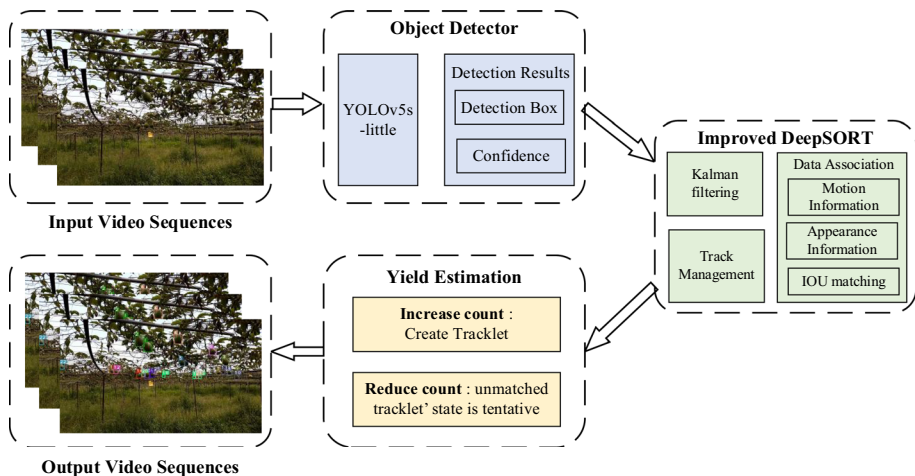 Input Video Sequences
Object Detector
YOLOv5s
-little
Detection Results
Detection Box
Confidence
Improved DeepSORT
Kalman
filtering
Track
Management
Data Association
Motion
Information
Appearance
Information
IOU matching
Yield Estimation
Increase count :
Create Tracklet
Reduce count : unmatched
tracklet’ state is tentative
Output Video Sequences